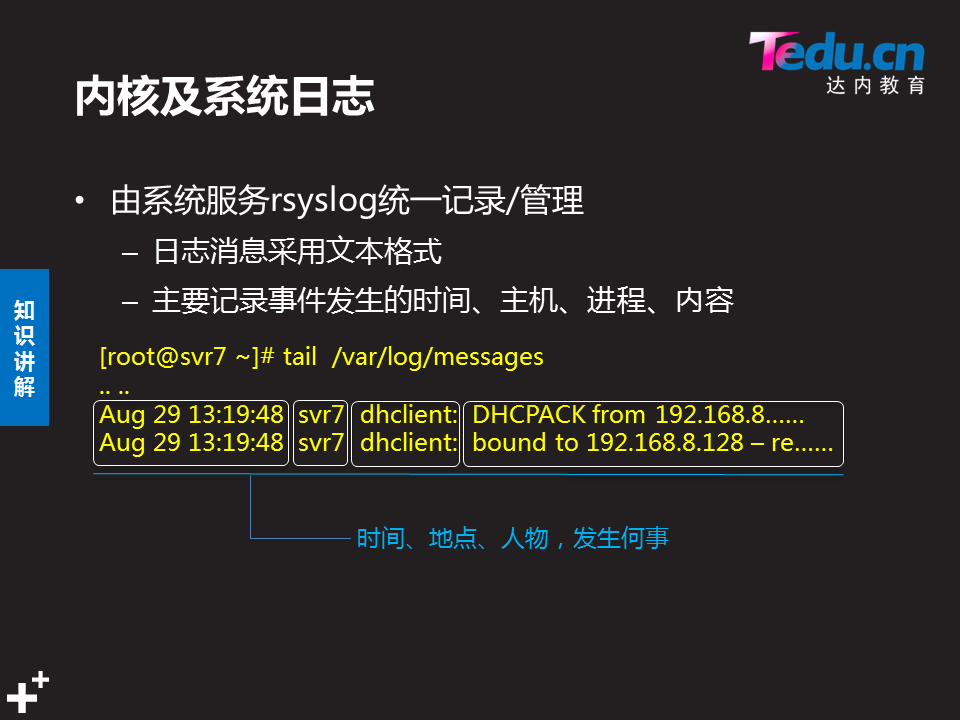 Tedu.cn
达内教育
内核及系统日志
• 由系统服务rsyslog统一记录/管理
– 日志消息采用文本格式
– 主要记录事件发生的时间、主机、进程、内容
知识讲解
[root@svr7 ~]# tail /var/log/messages
.. ..
Aug 29 13:19:48 svr7 dhclient: DHCPACK from 192.168.8......
Aug 29 13:19:48 svr7 dhclient: bound to 192.168.8.128 – re......
时间、地点、人物，发生何事